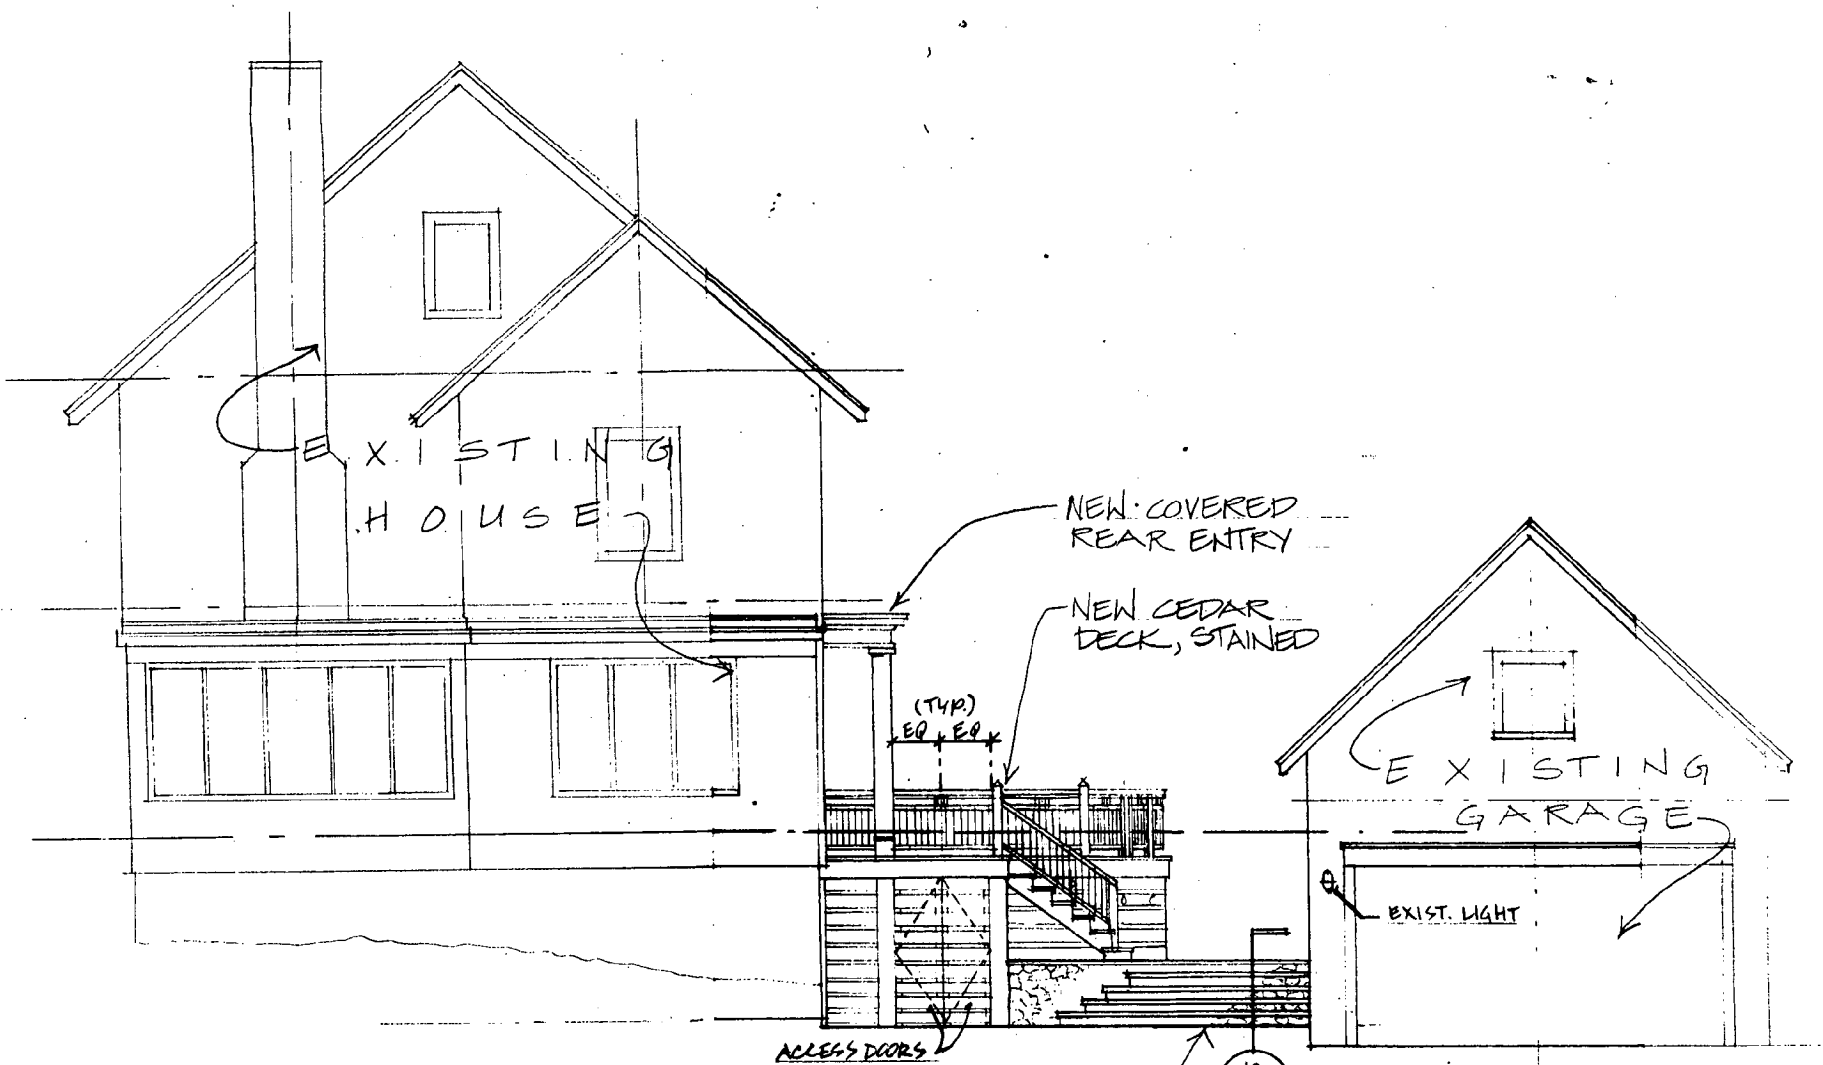 EXISTING
HOUSE
NEW COVERED
REAR ENTRY
NEW CEDAR
DECK, STAINED
(TYP.)
EQ EQ
EXISTING
GARAGE
EXIST. LIGHT
ACCESS DOORS